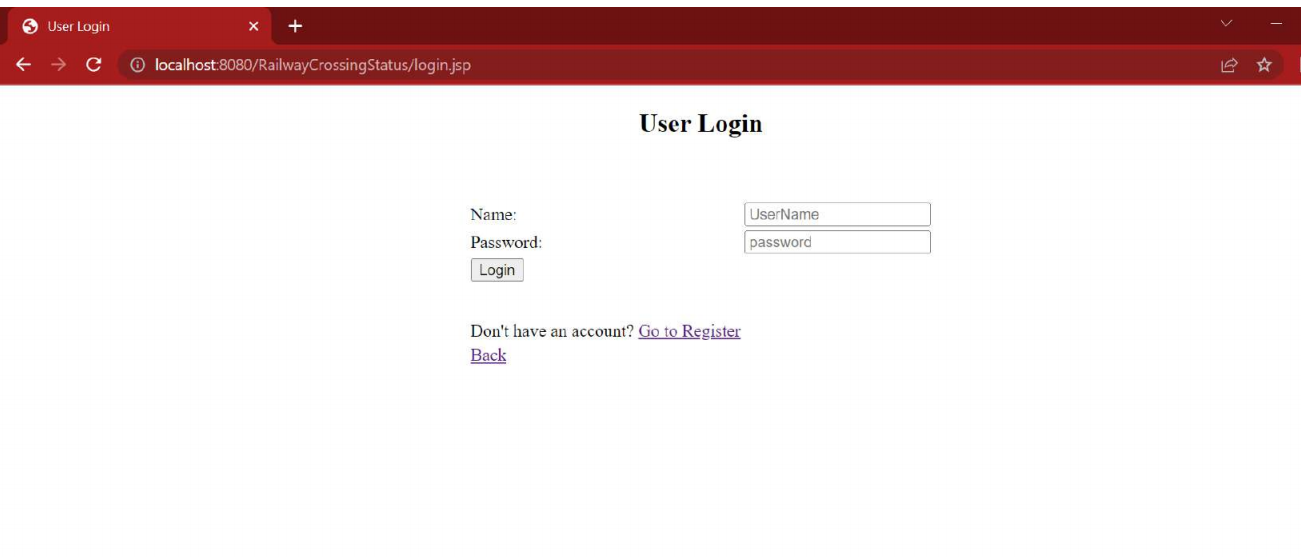 User Login
localhost:8080/RailwayCrossingStatus/login.jsp
User Login
Name: UserName
Password: password
Login
Don't have an account? Go to Register
Back